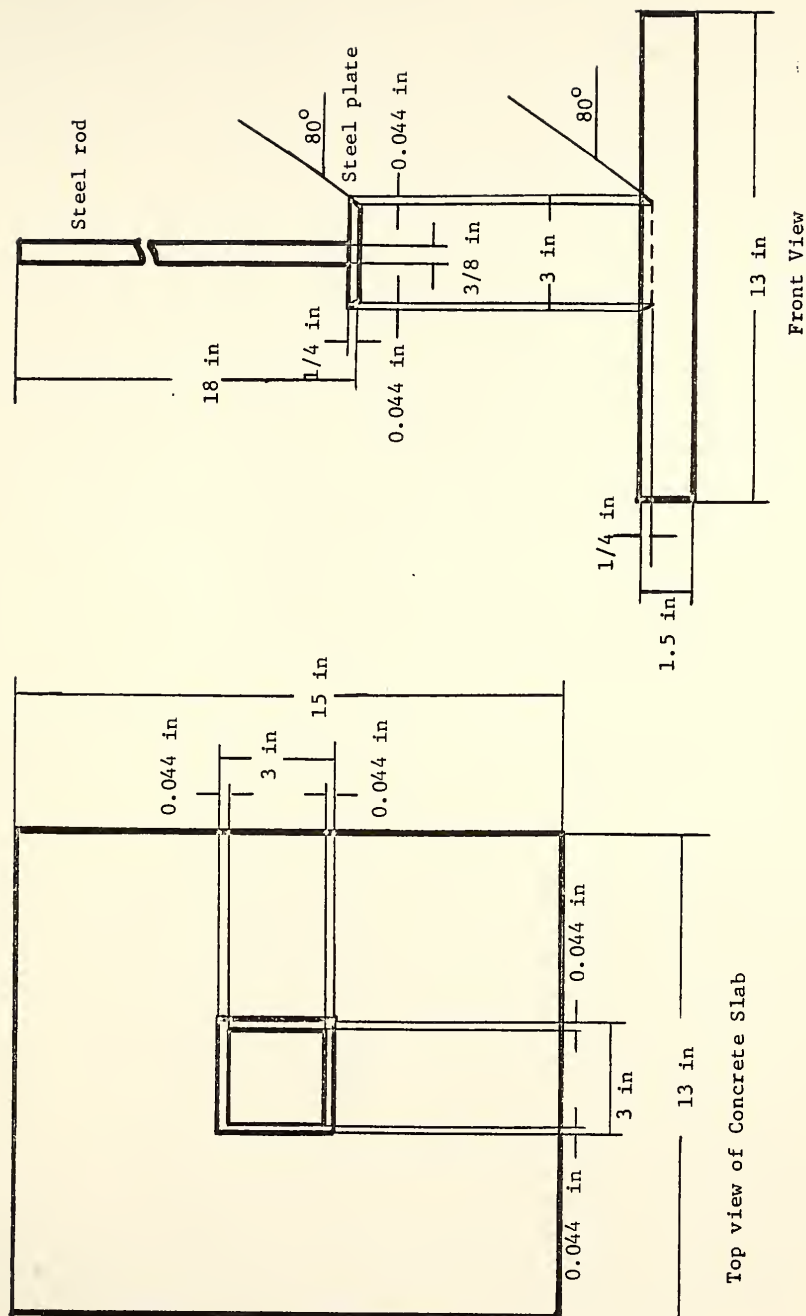 0.044 in
3 in
15 in
0.044 in
0.044 in
3 in
0.044 in
13 in
Top view of Concrete Slab
Steel rod
18 in
80°
1/4 in
Steel plate
0.044 in
0.044 in
3/8 in
3 in
80°
1/4 in
1.5 in
13 in
Front View